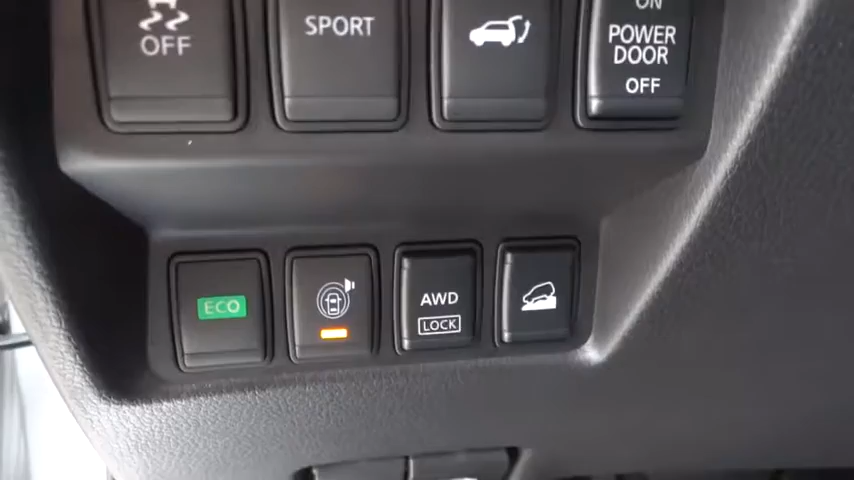 OFF
SPORT
ON
POWER
DOOR
OFF
ECO
AWD
LOCK